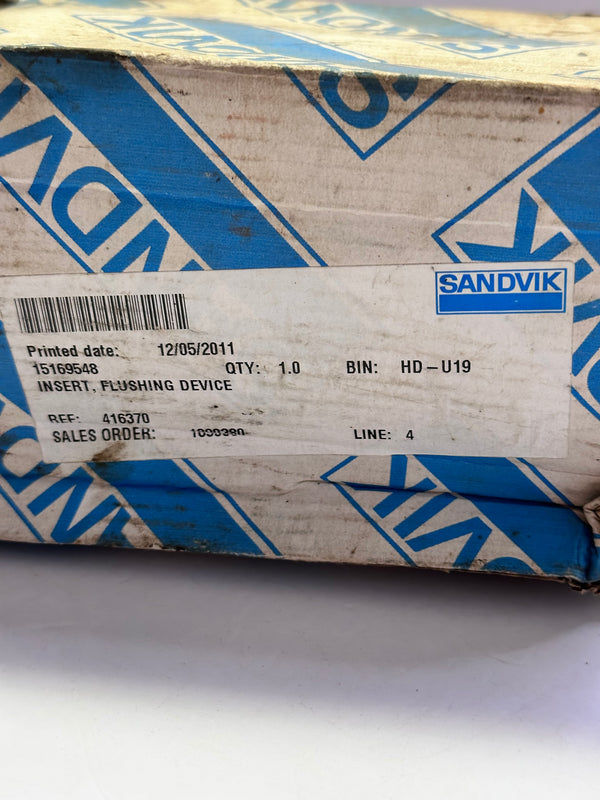 SANDVIK
Printed date: 12/05/2011
15169548 QTY: 1.0 BIN: HD-U19
INSERT, FLUSHING DEVICE
REF: 416370
SALES ORDER: LINE: 4